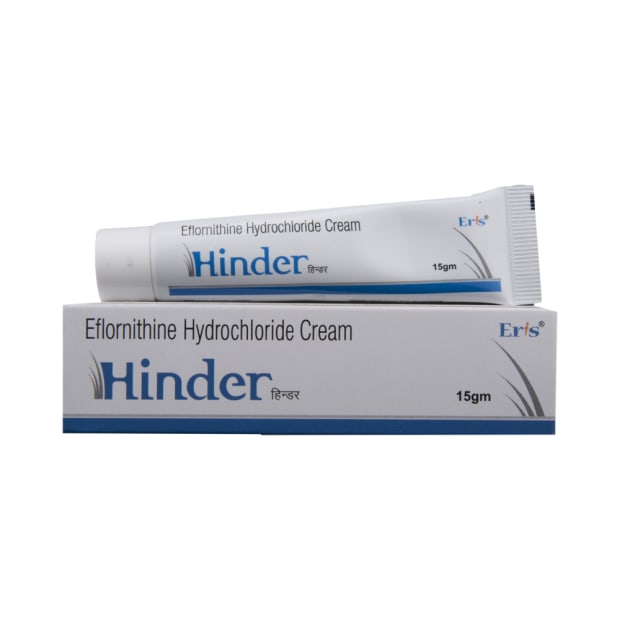 Eflornithine Hydrochloride Cream
Eris®
Hinder हिन्डर
15gm
Eflornithine Hydrochloride Cream
Eris®
Hinder हिन्डर
15gm